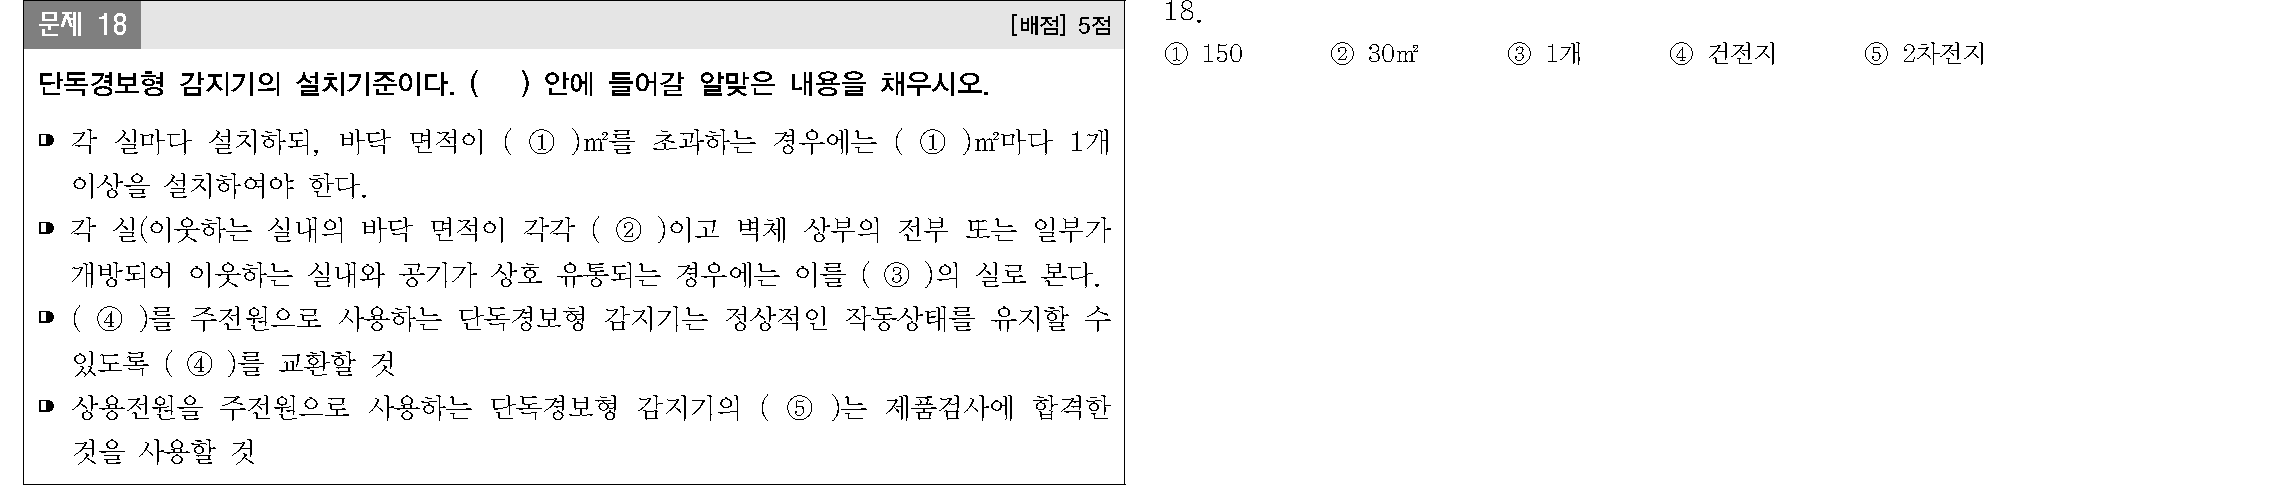 문제 18
[배점] 5점
단독경보형 감지기의 설치기준이다. (    ) 안에 들어갈 알맞은 내용을 채우시오.
각 실마다 설치하되, 바닥 면적이 ( ① )㎡를 초과하는 경우에는 ( ① )㎡마다 1개
이상을 설치하여야 한다.
각 실(이웃하는 실내의 바닥 면적이 각각 ( ② )이고 벽체 상부의 전부 또는 일부가
개방되어 이웃하는 실내와 공기가 상호 유통되는 경우에는 이를 ( ③ )의 실로 본다.
( ④ )를 주전원으로 사용하는 단독경보형 감지기는 정상적인 작동상태를 유지할 수
있도록 ( ④ )를 교환할 것
상용전원을 주전원으로 사용하는 단독경보형 감지기의 ( ⑤ )는 제품검사에 합격한
것을 사용할 것
18.
① 150 ② 30㎡ ③ 1개 ④ 건전지 ⑤ 2차전지